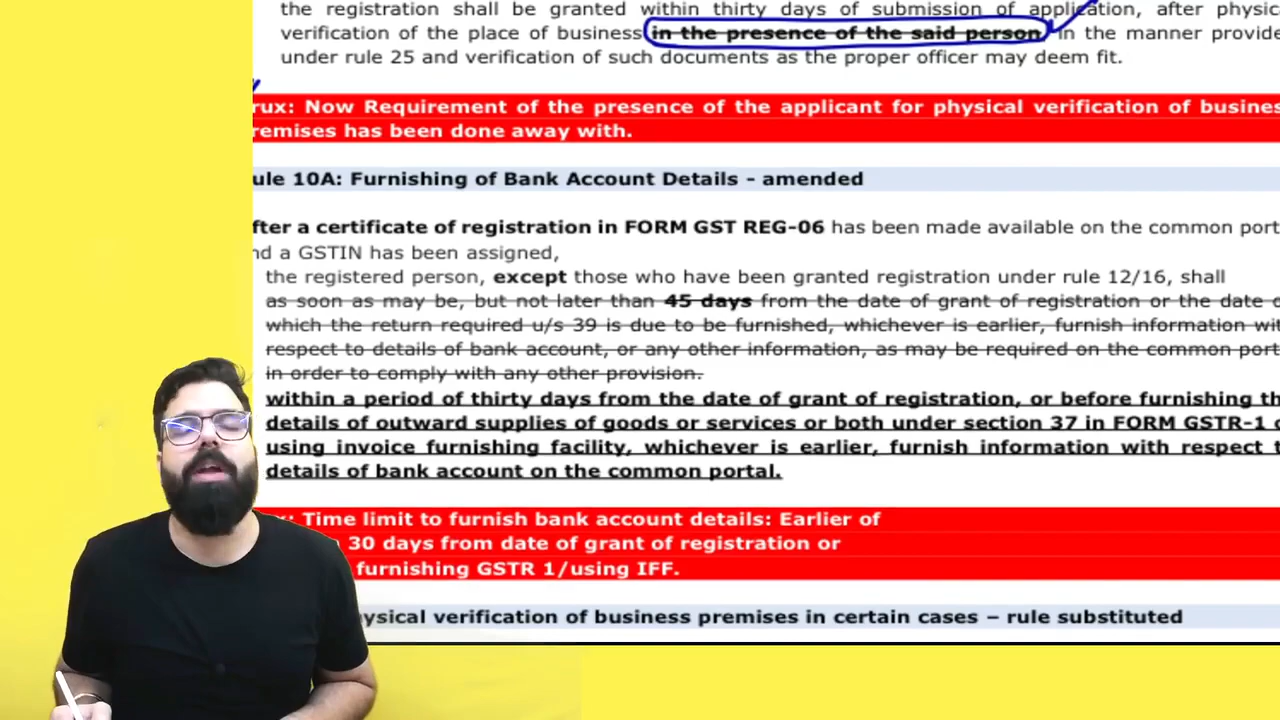 the registration shall be granted within thirty days of submission of application, after physic
verification of the place of business in the presence of the said person in the manner provide
under rule 25 and verification of such documents as the proper officer may deem fit.
rux: Now Requirement of the presence of the applicant for physical verification of busines
remises has been done away with.
ule 10A: Furnishing of Bank Account Details - amended
fter a certificate of registration in FORM GST REG-06 has been made available on the common port
nd a GSTIN has been assigned,
the registered person, except those who have been granted registration under rule 12/16, shall
as soon as may be, but not later than 45 days from the date of grant of registration or the date o
which the return required u/s 39 is due to be furnished, whichever is earlier, furnish information wit
respect to details of bank account, or any other information, as may be required on the common port
in order to comply with any other provision.
within a period of thirty days from the date of grant of registration, or before furnishing th
details of outward supplies of goods or services or both under section 37 in FORM GSTR-1 o
using invoice furnishing facility, whichever is earlier, furnish information with respect t
details of bank account on the common portal.
Time limit to furnish bank account details: Earlier of
30 days from date of grant of registration or
furnishing GSTR 1/using IFF.
ysical verification of business premises in certain cases – rule substituted